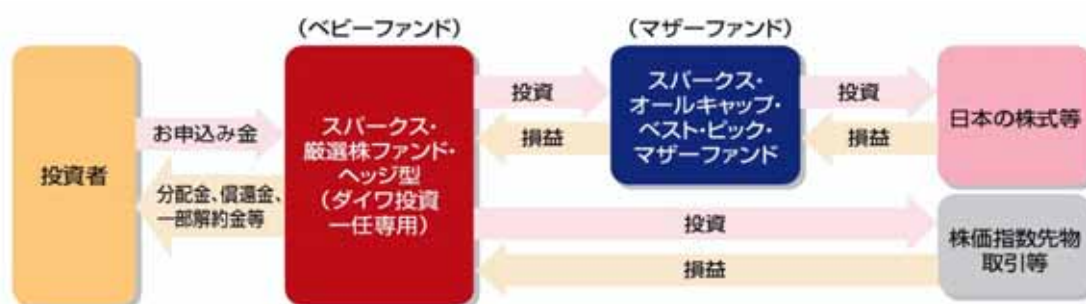 （ベビーファンド）
（マザーファンド）
投資者
お申込み金
分配金、償還金、
一部解約金等
スパークス・
厳選株ファンド・
ヘッジ型
（ダイワ投資
一任専用）
投資
損益
スパークス・
オールキャップ・
ベスト・ピック・
マザーファンド
投資
損益
日本の株式等
投資
損益
株価指数先物
取引等